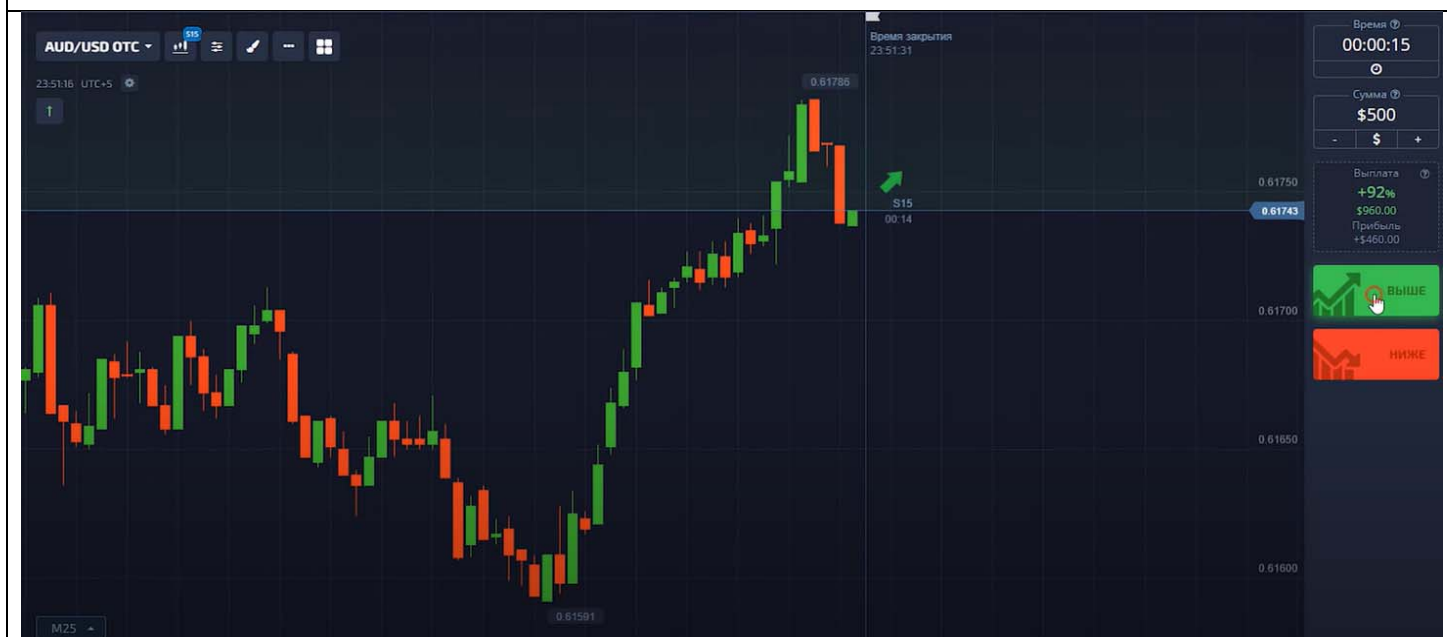 AUD/USD OTC
S15
23:51:16 UTC+5
Время закрытия
23:51:31
0.61786
0.61750
S15
00:14
0.61743
0.61700
0.61650
0.61600
0.61591
M25
Время
00:00:15
Сумма
$500
- $ +
Выплата
+92%
$960.00
Прибыль
+$460.00
ВЫШЕ
НИЖЕ